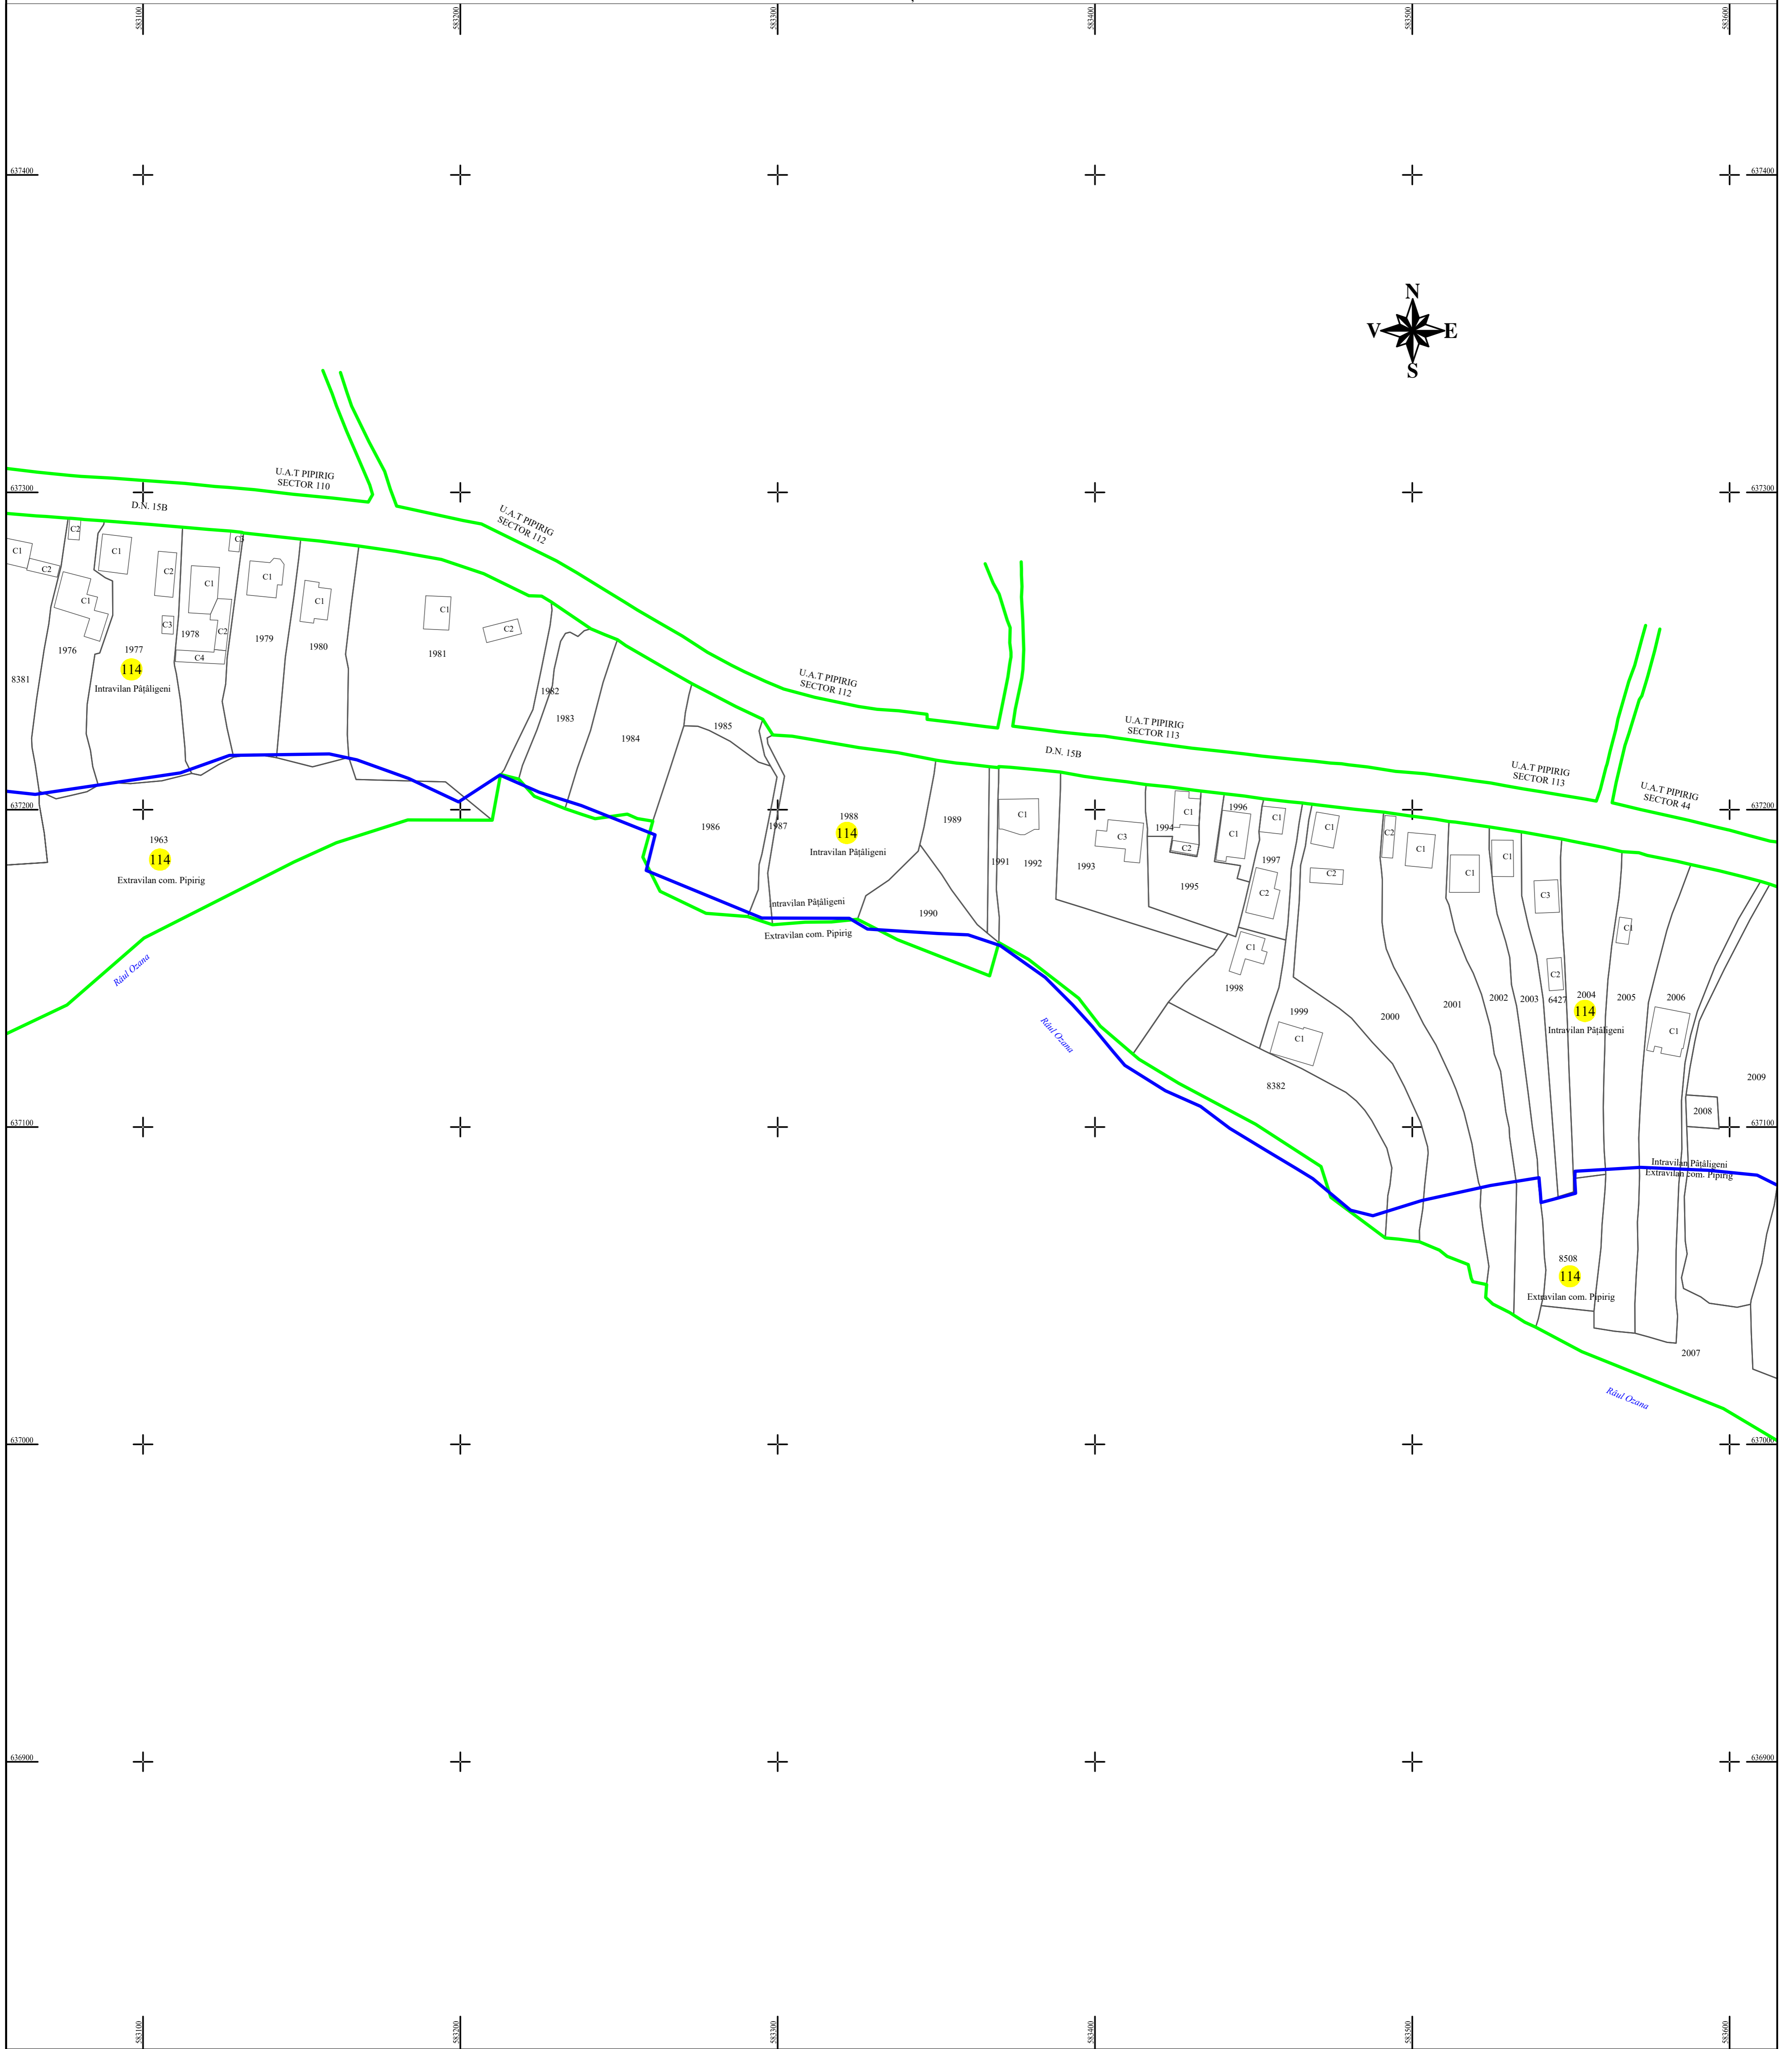 583100
583200
583300
583400
583500
583600
637400
637400
N
V
E
S
U.A.T PIPIRIG
SECTOR 110
637300
637300
D.N. 15B
U.A.T PIPIRIG
SECTOR 112
C1
C2
C2
C1
C1
C2
C3
C1
C2
C3
C4
C1
C1
C1
C2
1976
1977
1978
1979
1980
1981
8381
114
Intravilan Pâțâligeni
1982
1983
1984
1985
U.A.T PIPIRIG
SECTOR 112
U.A.T PIPIRIG
SECTOR 113
D.N. 15B
U.A.T PIPIRIG
SECTOR 113
U.A.T PIPIRIG
SECTOR 44
637200
637200
1963
114
Extravilan com. Pipirig
1986
1987
1988
114
Intravilan Pâțâligeni
1989
1990
1991
1992
C1
1993
C3
1994
C1
C2
1995
1996
C1
C1
1997
C2
C1
C2
C2
C1
C1
C1
C3
C1
Intravilan Pâțâligeni
Extravilan com. Pipirig
Râul Ozana
Râul Ozana
C1
1998
1999
C1
2000
2001
2002
2003
C2
6427
2004
114
Intravilan Pâțâligeni
2005
2006
C1
8382
2009
2008
637100
637100
Intravilan Pâțâligeni
Extravilan com. Pipirig
8508
114
Extravilan com. Pipirig
2007
Râul Ozana
637000
637000
636900
636900
583100
583200
583300
583400
583500
583600